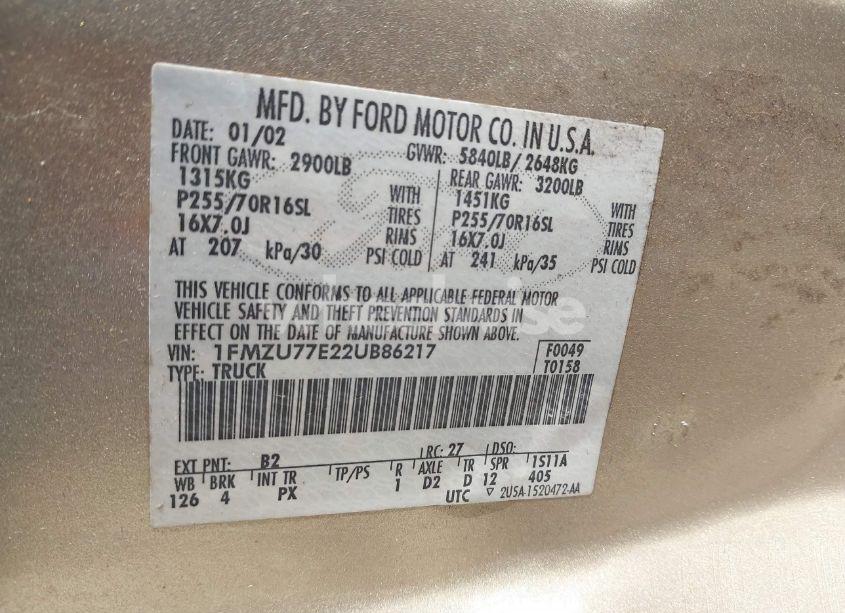 MFD. BY FORD MOTOR CO. IN U.S.A.
DATE: 01/02 GVWR: 5840LB/2648KG
FRONT GAWR: 2900LB REAR GAWR: 3200LB
1315KG WITH 1451KG WITH
P255/70R16SL TIRES P255/70R16SL TIRES
16X7.0J RIMS 16X7.0J RIMS
AT 207 kPa/30 PSI COLD AT 241 kPa/35 PSI COLD
THIS VEHICLE CONFORMS TO ALL APPLICABLE FEDERAL MOTOR
VEHICLE SAFETY AND THEFT PREVENTION STANDARDS IN
EFFECT ON THE DATE OF MANUFACTURE SHOWN ABOVE.
VIN: 1FMZU77E22UB86217 F0049
TYPE: TRUCK T0158
EXT PNT: B2 RC: 27 DSO:
WB BRK INT TR TP/PS R AXLE TR SPR 1S11A
126 4 PX 1 D2 D 12 405
UTC ▽ 2U5A-1520472-AA